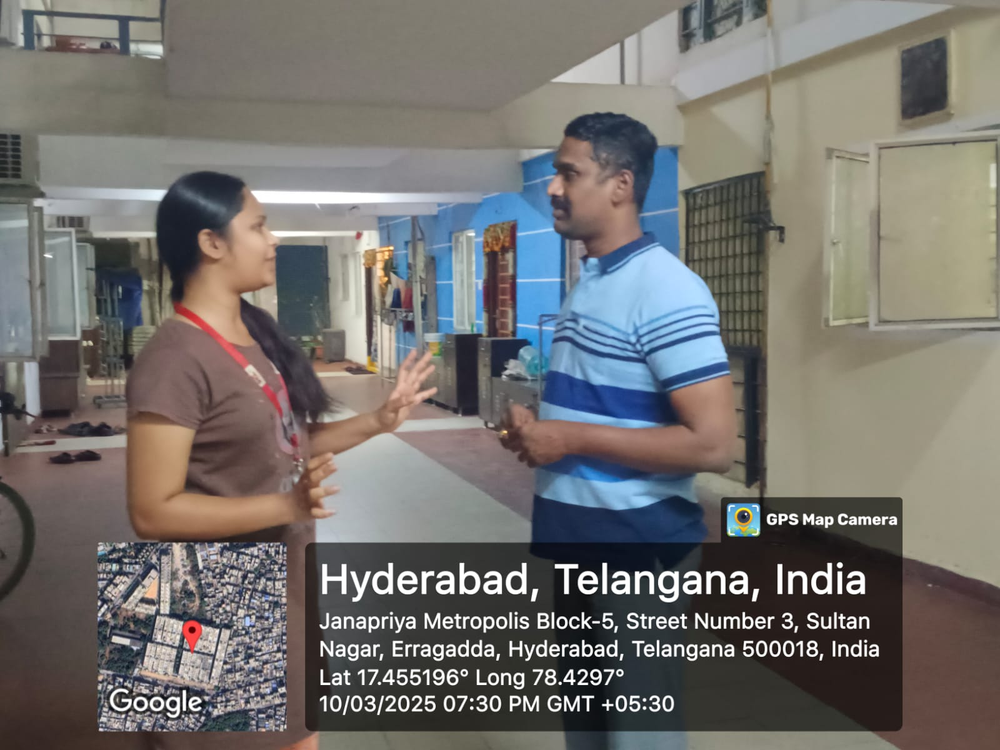 GPS Map Camera
Hyderabad, Telangana, India
Janapriya Metropolis Block-5, Street Number 3, Sultan
Nagar, Erragadda, Hyderabad, Telangana 500018, India
Lat 17.455196° Long 78.4297°
10/03/2025 07:30 PM GMT +05:30
Google